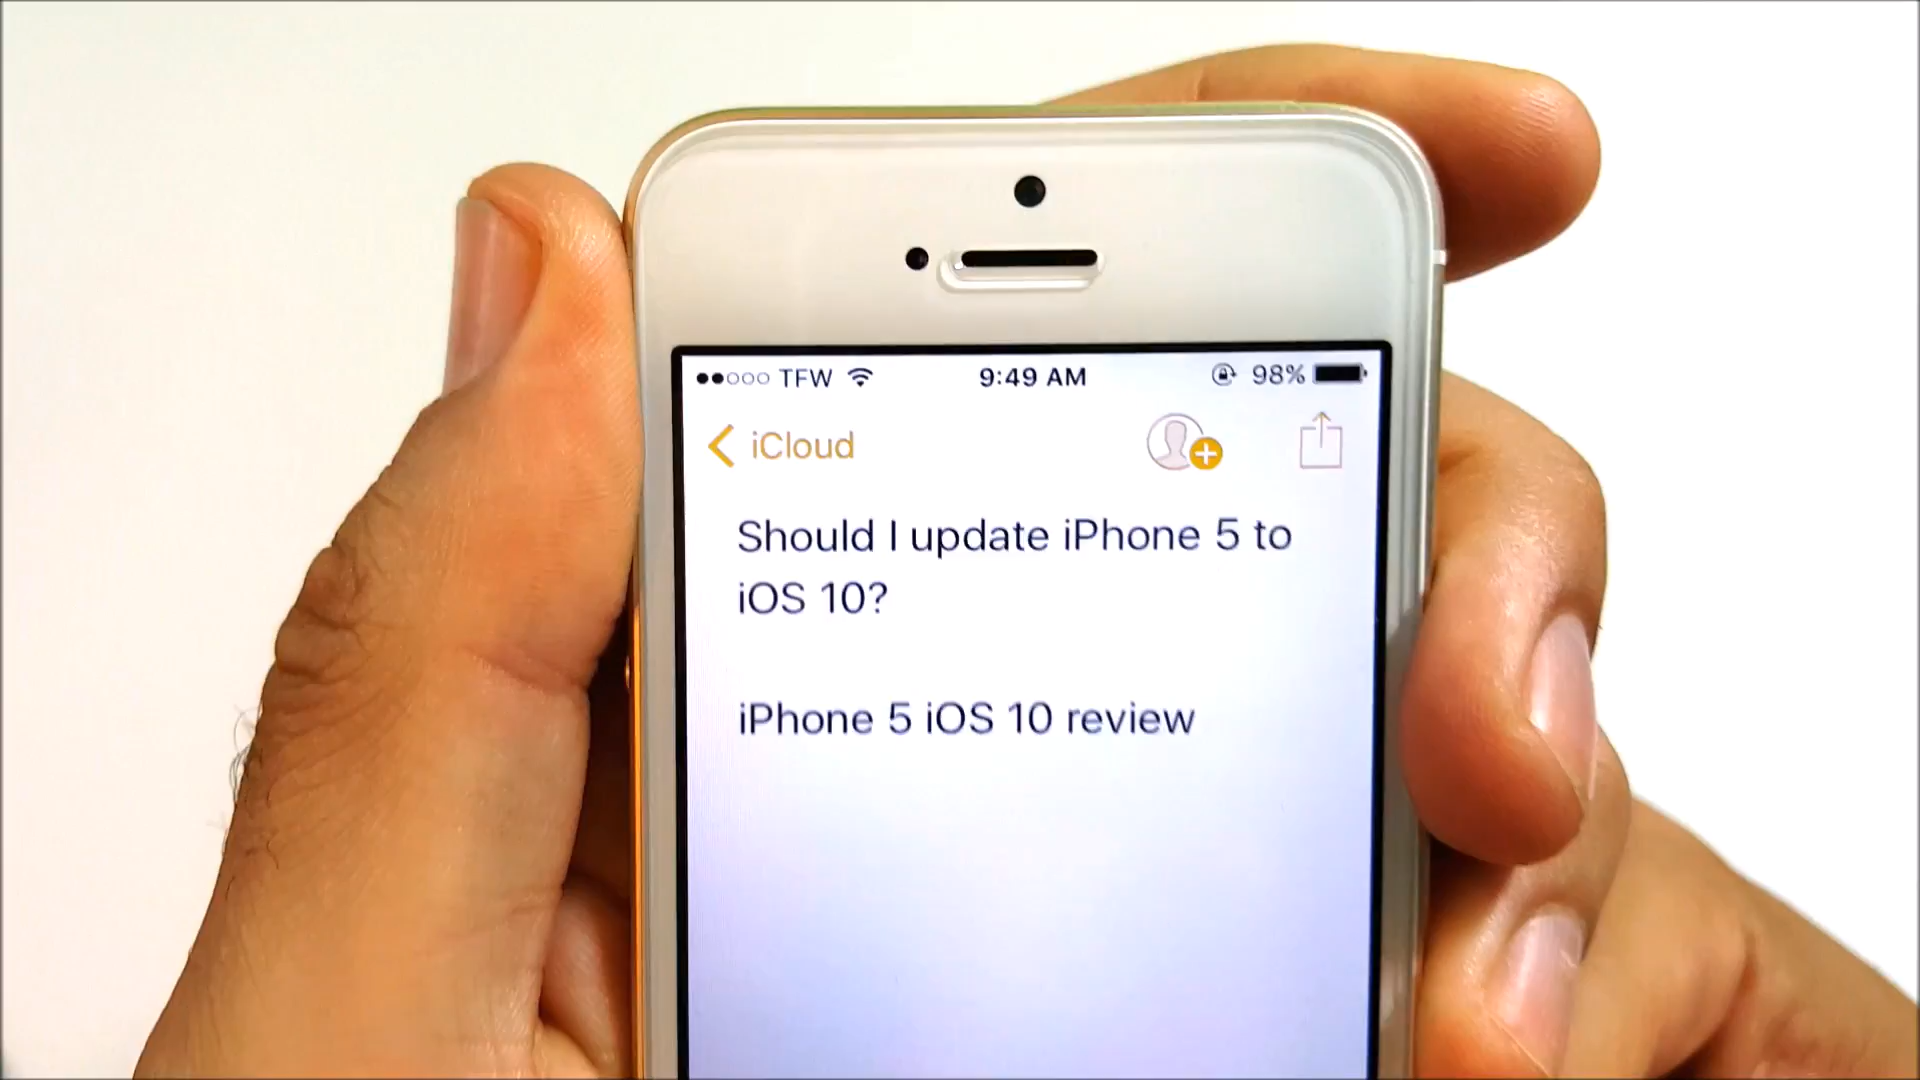 TFW 9:49 AM 98%
iCloud
Should I update iPhone 5 to
iOS 10?
iPhone 5 iOS 10 review